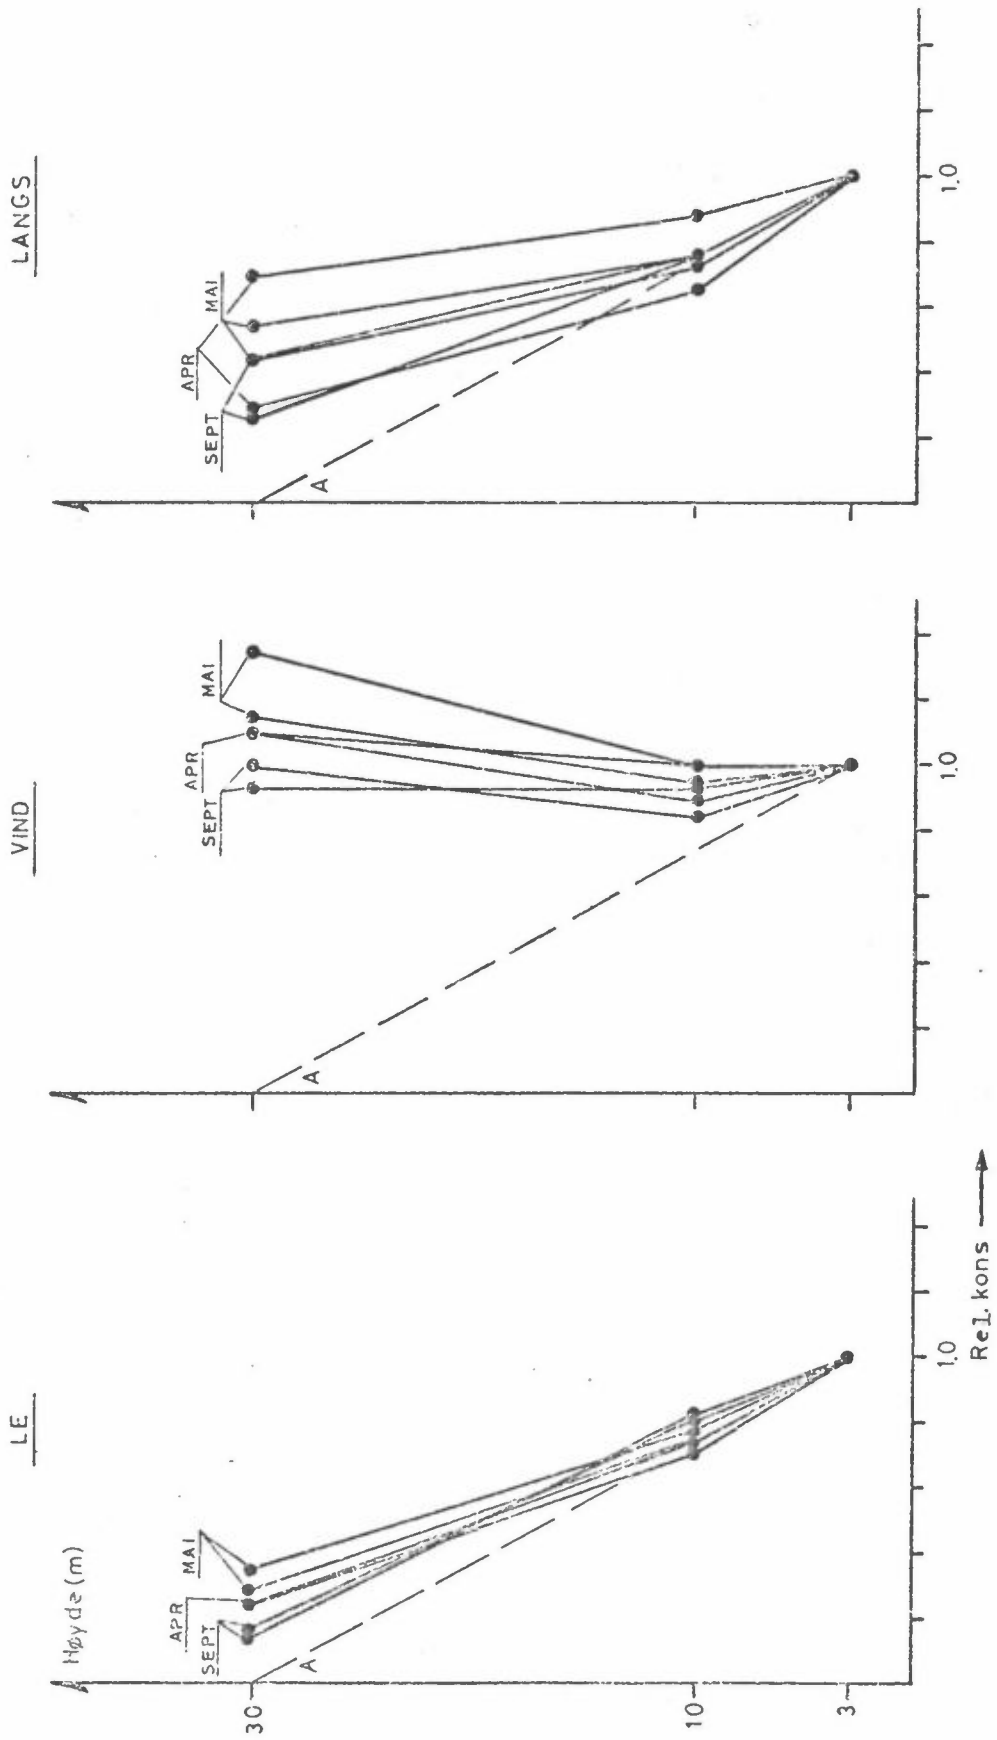 LE
VIND
LANGS
Høyde (m)
MAI
APR
SEPT
MAI
APR
SEPT
MAI
APR
SEPT
30
A
A
A
10
3
1.0
1.0
1.0
Rel. kons